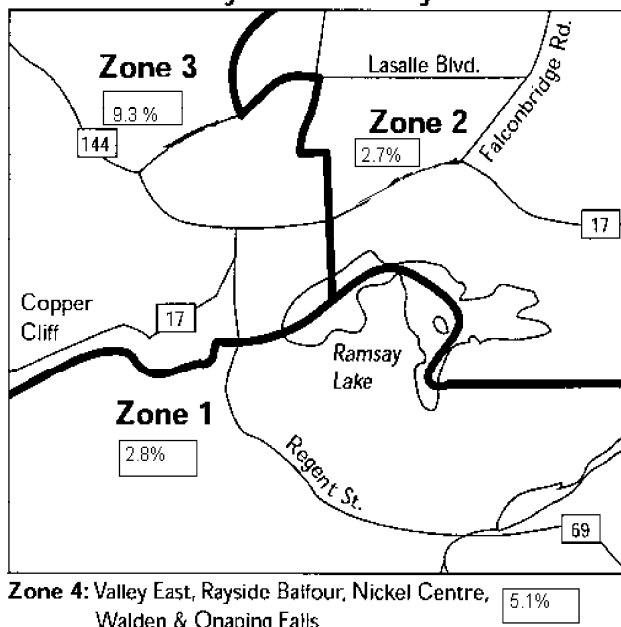 Zone 3
9.3 %
144
Lasalle Blvd.
Falconbridge Rd.
Zone 2
2.7%
17
Copper
Cliff
17
Ramsay
Lake
Zone 1
2.8%
Regent St.
69
Zone 4: Valley East, Rayside Balfour, Nickel Centre,
5.1%
Walden & Onaping Falls